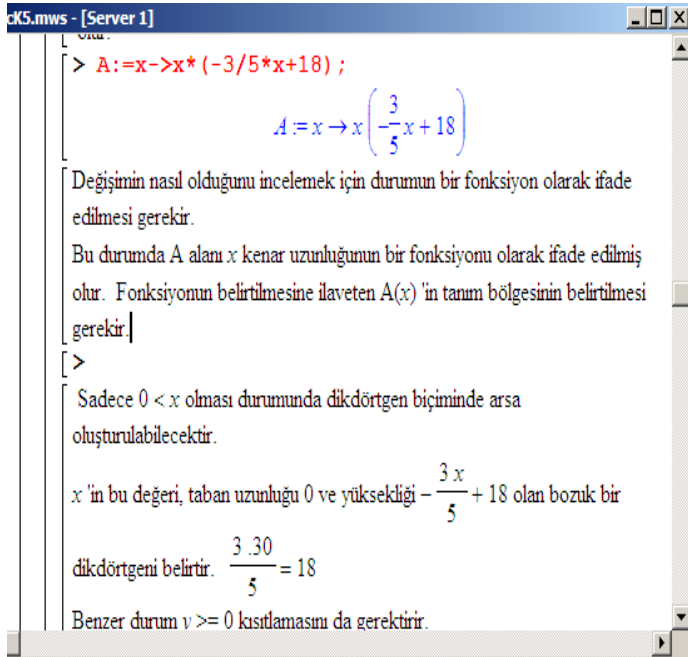 cK5.mws - [Server 1]
olur.
> A:=x->x*(-3/5*x+18);
A := x → x(-3/5 x + 18)
Değişimin nasıl olduğunu incelemek için durumun bir fonksiyon olarak ifade
edilmesi gerekir.
Bu durumda A alanı x kenar uzunluğunun bir fonksiyonu olarak ifade edilmiş
olur. Fonksiyonun belirtilmesine ilaveten A(x) 'in tanım bölgesinin belirtilmesi
gerekir.
>
Sadece 0 < x olması durumunda dikdörtgen biçiminde arsa
oluşturulabilecektir.
x 'in bu değeri, taban uzunluğu 0 ve yüksekliği - 3 x / 5 + 18 olan bozuk bir
dikdörtgeni belirtir. 3 .30 / 5 = 18
Benzer durum y >= 0 kısıtlamasını da gerektirir.